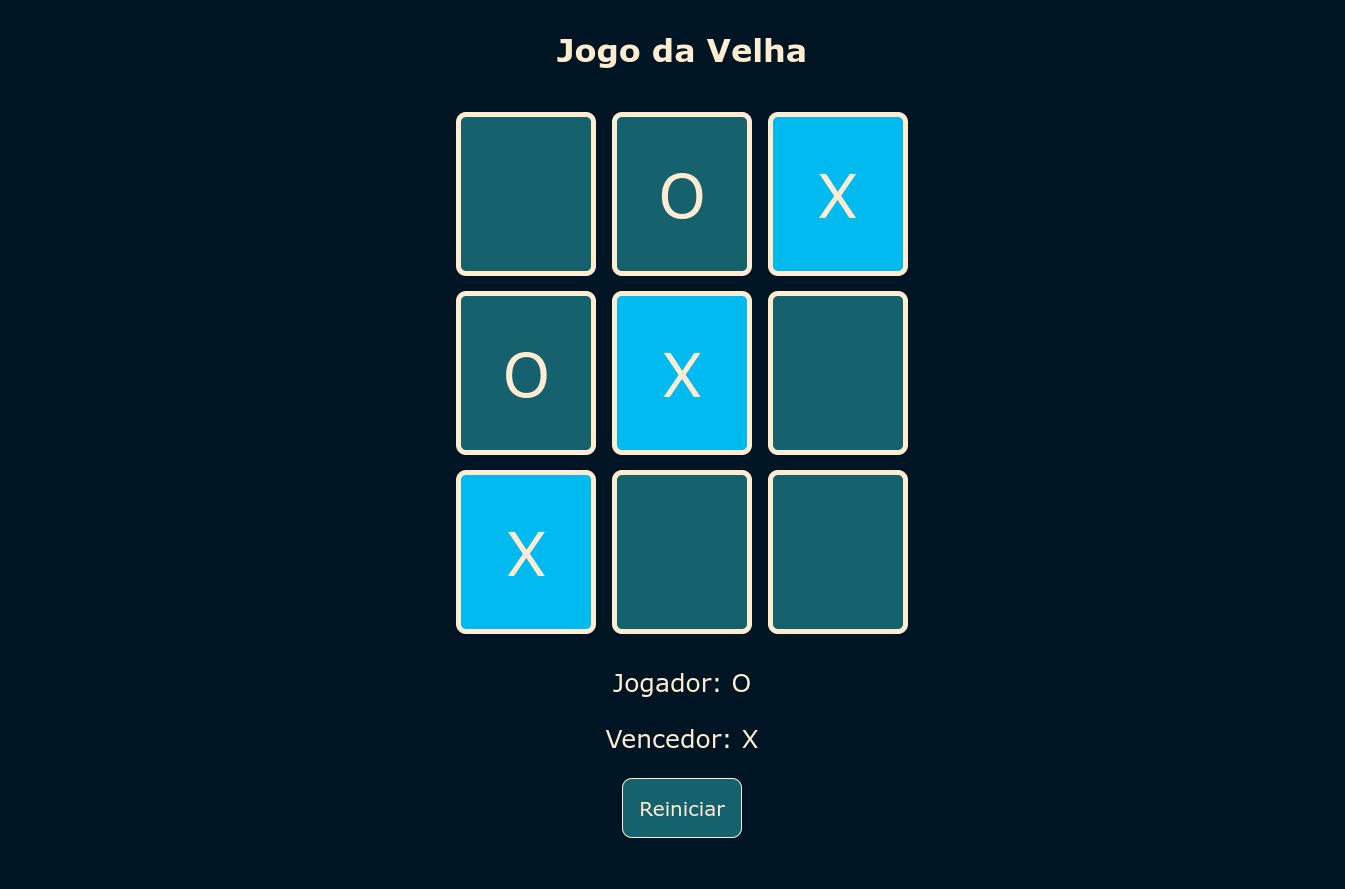 Jogo da Velha
O X
O X
X
Jogador: O
Vencedor: X
Reiniciar